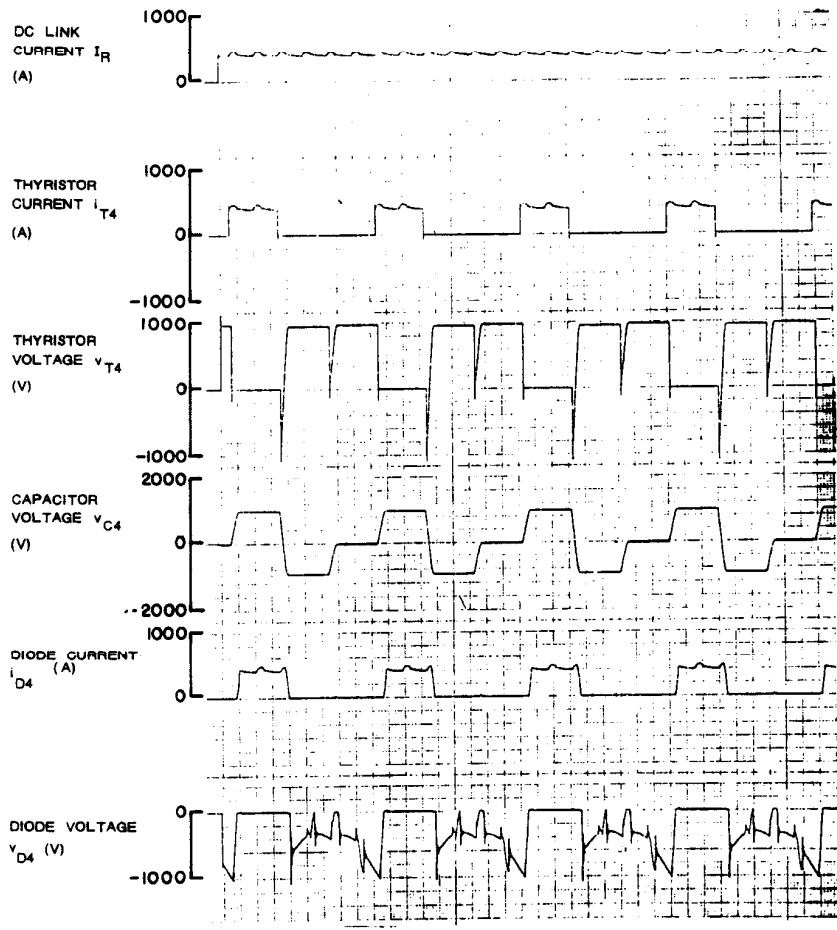 1000
DC LINK
CURRENT I_R
(A)
0
1000
THYRISTOR
CURRENT i_T4
(A)
0
-1000
1000
THYRISTOR
VOLTAGE v_T4
(V)
0
-1000
2000
CAPACITOR
VOLTAGE v_C4
(V)
0
-2000
1000
DIODE CURRENT
i_D4 (A)
0
0
DIODE VOLTAGE
v_D4 (V)
-1000